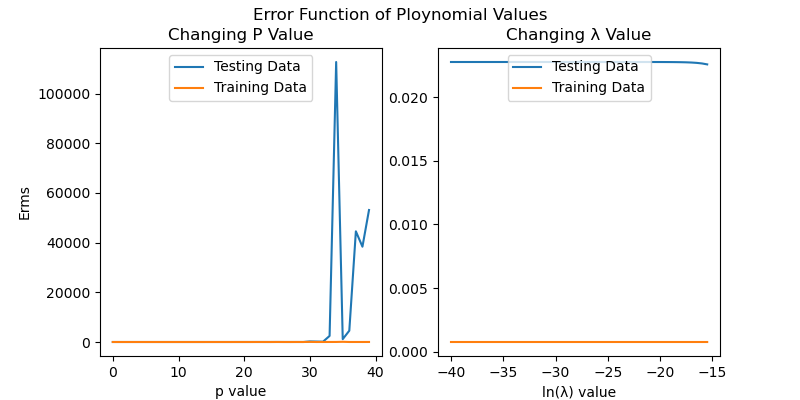 Error Function of Ploynomial Values
Changing P Value
Testing Data
Training Data
100000
80000
60000
40000
20000
0
Erms
0 10 20 30 40
p value
Changing λ Value
Testing Data
Training Data
0.020
0.015
0.010
0.005
0.000
−40 −35 −30 −25 −20 −15
ln(λ) value